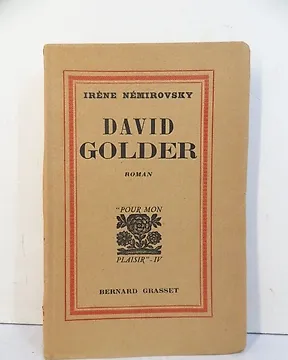 IRÈNE NÉMIROVSKY
DAVID
GOLDER
ROMAN
"POUR MON
PLAISIR"-IV
BERNARD GRASSET